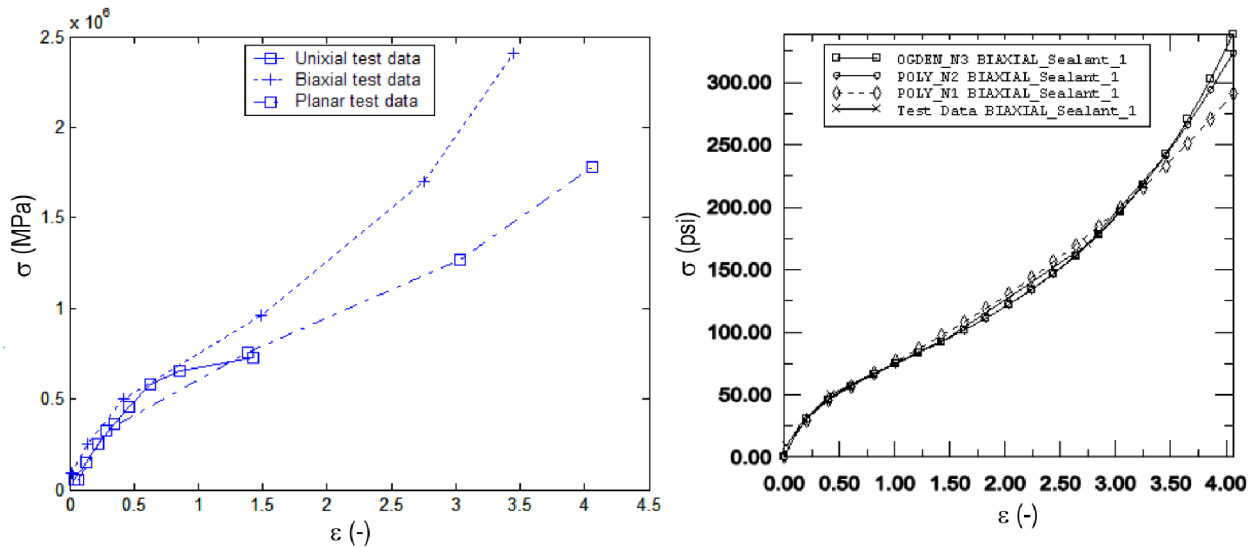 x 10^6
2.5
2
1.5
1
0.5
0
σ (MPa)
Unixial test data
Biaxial test data
Planar test data
0 0.5 1 1.5 2 2.5 3 3.5 4 4.5
ε (-)
300.00
250.00
200.00
150.00
100.00
50.00
0.00
σ (psi)
OGDEN_N3 BIAXIAL_Sealant_1
POLY_N2 BIAXIAL_Sealant_1
POLY_N1 BIAXIAL_Sealant_1
Test Data BIAXIAL_Sealant_1
0.00 0.50 1.00 1.50 2.00 2.50 3.00 3.50 4.00
ε (-)